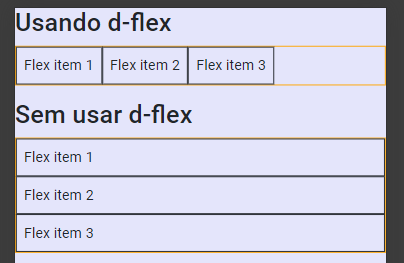 Usando d-flex
Flex item 1 Flex item 2 Flex item 3
Sem usar d-flex
Flex item 1
Flex item 2
Flex item 3